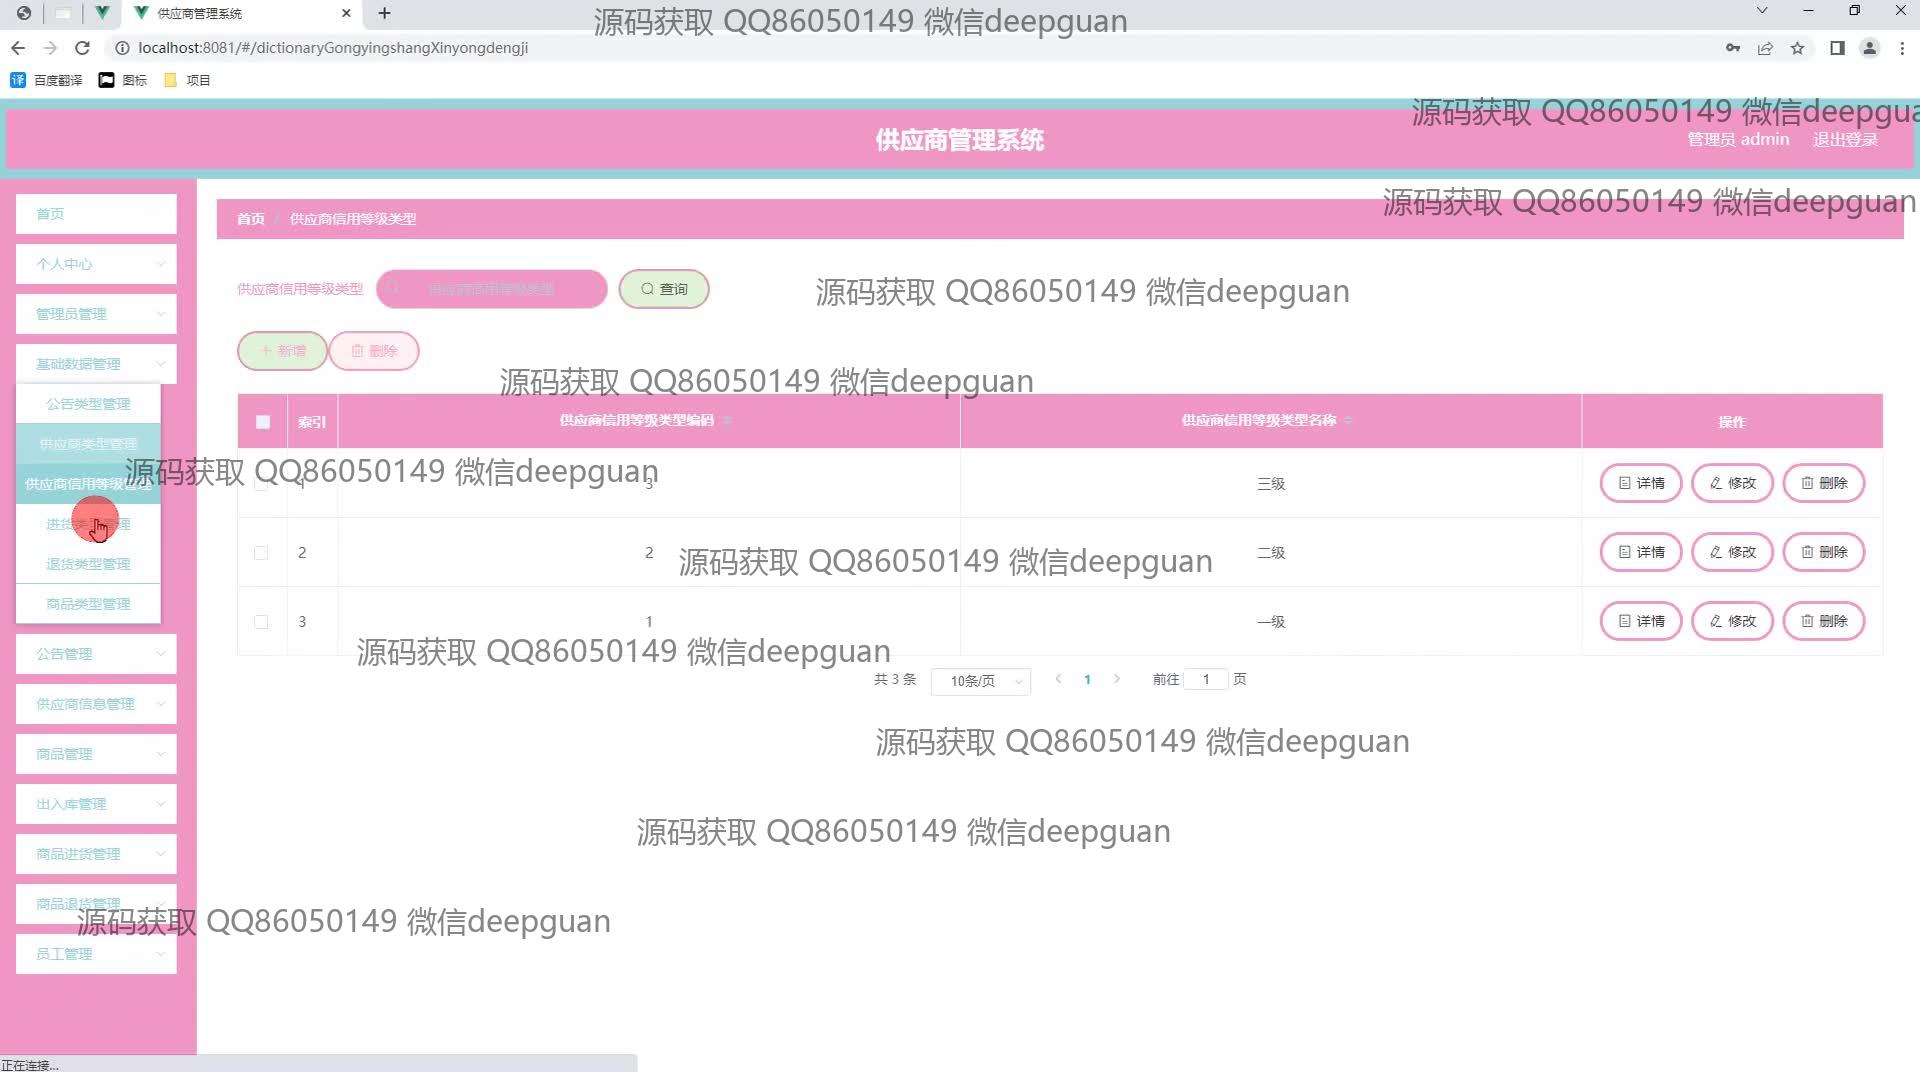 供应商管理系统
源码获取 QQ86050149 微信deepguan
localhost:8081/#/dictionaryGongyingshangXinyongdengji
百度翻译 图标 项目
源码获取 QQ86050149 微信deepgua
供应商管理系统
管理员 admin 退出登录
源码获取 QQ86050149 微信deepguan
首页 / 供应商信用等级类型
首页
个人中心
管理员管理
基础数据管理
公告类型管理
供应商类型管理
供应商信用等级管理
进货类型管理
退货类型管理
商品类型管理
公告管理
供应商信息管理
商品管理
出入库管理
商品进货管理
商品退货管理
员工管理
供应商信用等级类型 供应商信用等级类型 查询
源码获取 QQ86050149 微信deepguan
新增 删除
源码获取 QQ86050149 微信deepguan
索引 供应商信用等级类型编码 供应商信用等级类型名称 操作
源码获取 QQ86050149 微信deepguan
1 3 三级 详情 修改 删除
2 2 二级 详情 修改 删除
源码获取 QQ86050149 微信deepguan
3 1 一级 详情 修改 删除
源码获取 QQ86050149 微信deepguan
共 3 条 10条/页 1 前往 1 页
源码获取 QQ86050149 微信deepguan
源码获取 QQ86050149 微信deepguan
源码获取 QQ86050149 微信deepguan
正在连接...